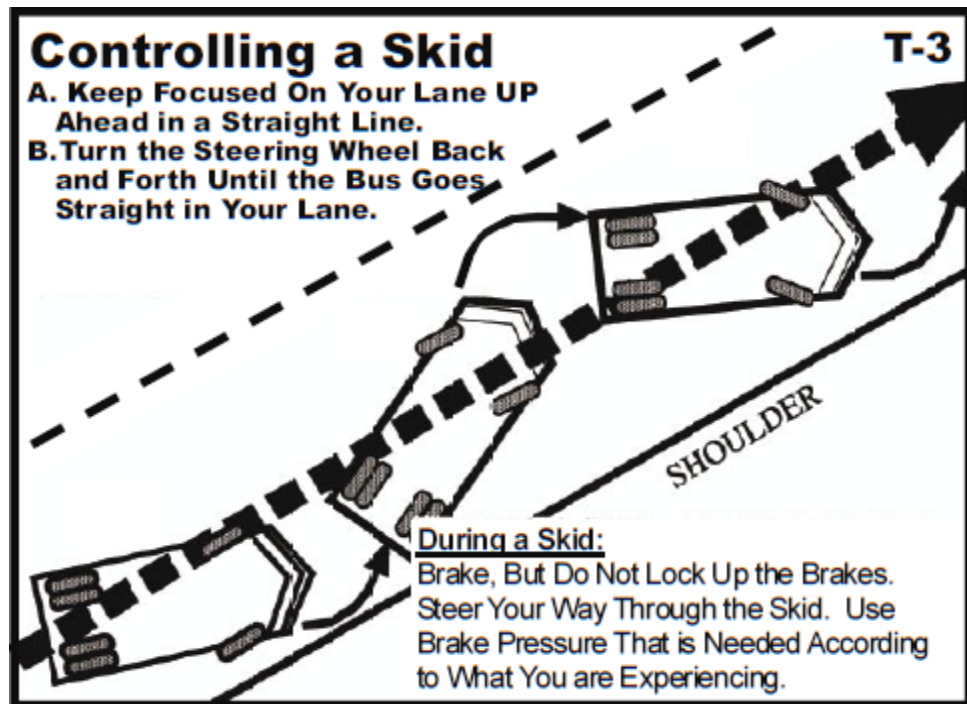 Controlling a Skid
T-3
A. Keep Focused On Your Lane UP
Ahead in a Straight Line.
B.Turn the Steering Wheel Back
and Forth Until the Bus Goes
Straight in Your Lane.
SHOULDER
During a Skid:
Brake, But Do Not Lock Up the Brakes.
Steer Your Way Through the Skid. Use
Brake Pressure That is Needed According
to What You are Experiencing.